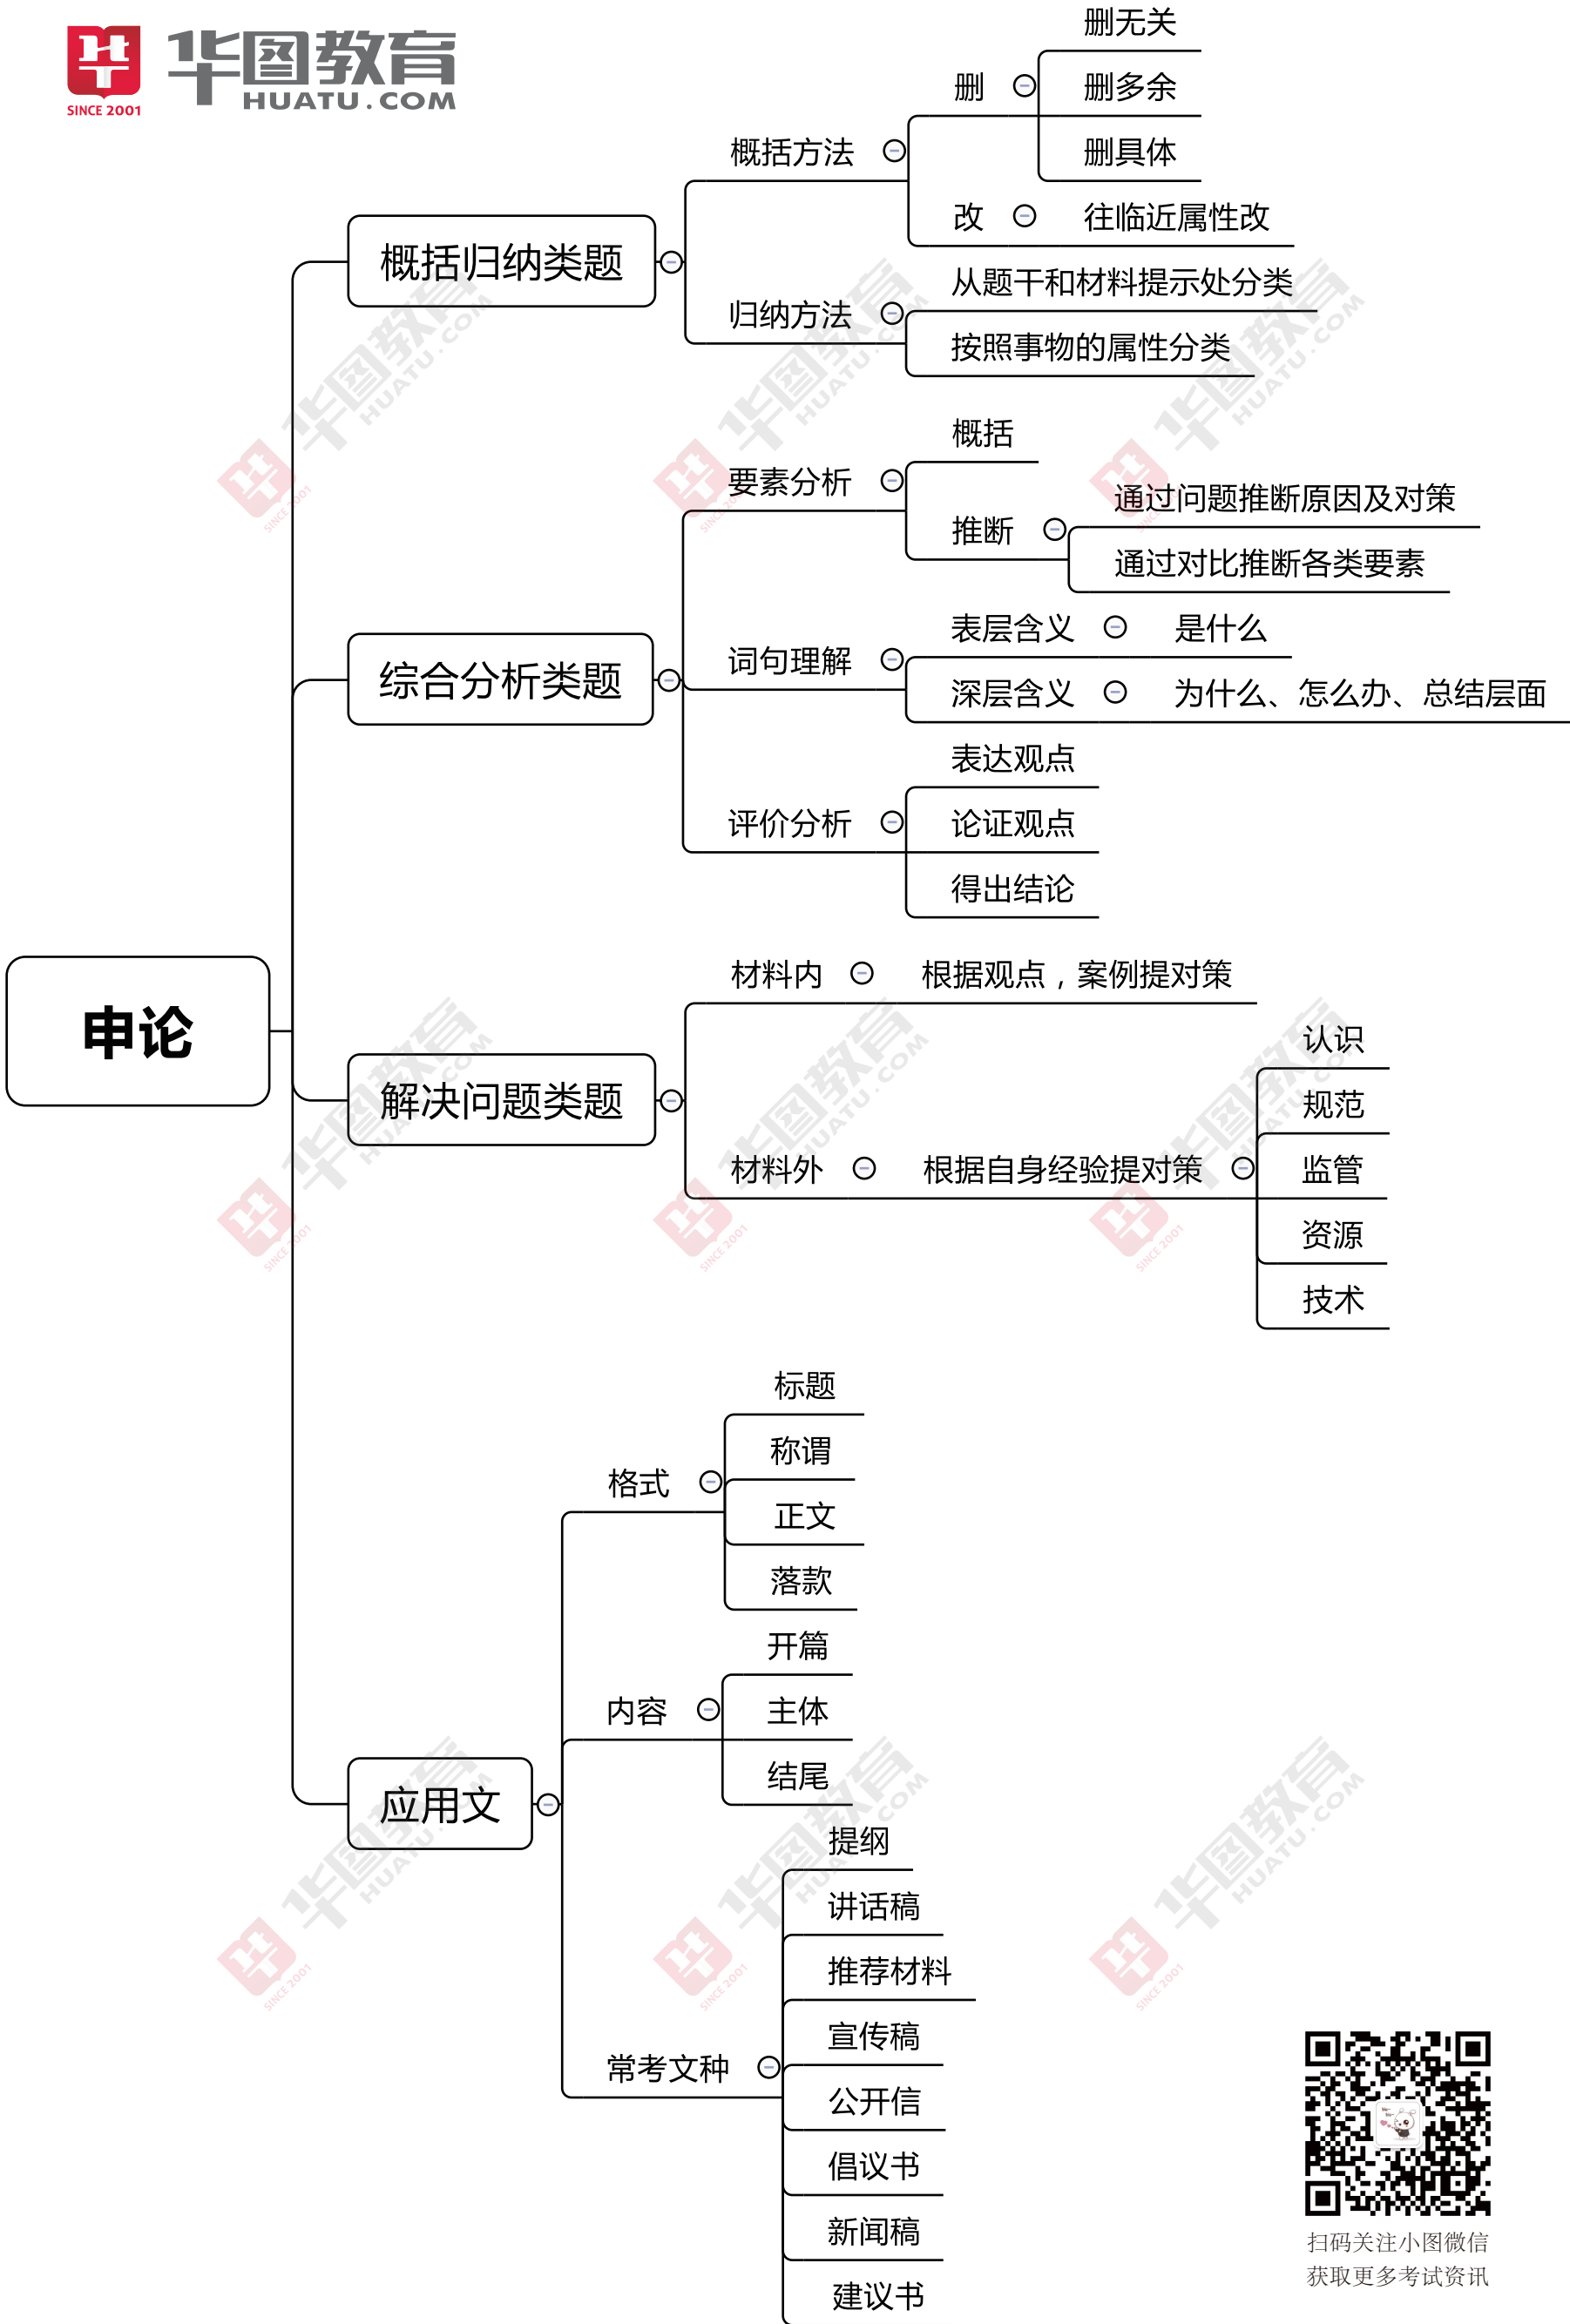 SINCE 2001
华图教育
HUATU.COM
申论
概括归纳类题
概括方法
删
删无关
删多余
删具体
改
往临近属性改
归纳方法
从题干和材料提示处分类
按照事物的属性分类
综合分析类题
要素分析
概括
推断
通过问题推断原因及对策
通过对比推断各类要素
词句理解
表层含义
是什么
深层含义
为什么、怎么办、总结层面
评价分析
表达观点
论证观点
得出结论
解决问题类题
材料内
根据观点，案例提对策
材料外
根据自身经验提对策
认识
规范
监管
资源
技术
应用文
格式
标题
称谓
正文
落款
内容
开篇
主体
结尾
常考文种
提纲
讲话稿
推荐材料
宣传稿
公开信
倡议书
新闻稿
建议书
扫码关注小图微信
获取更多考试资讯